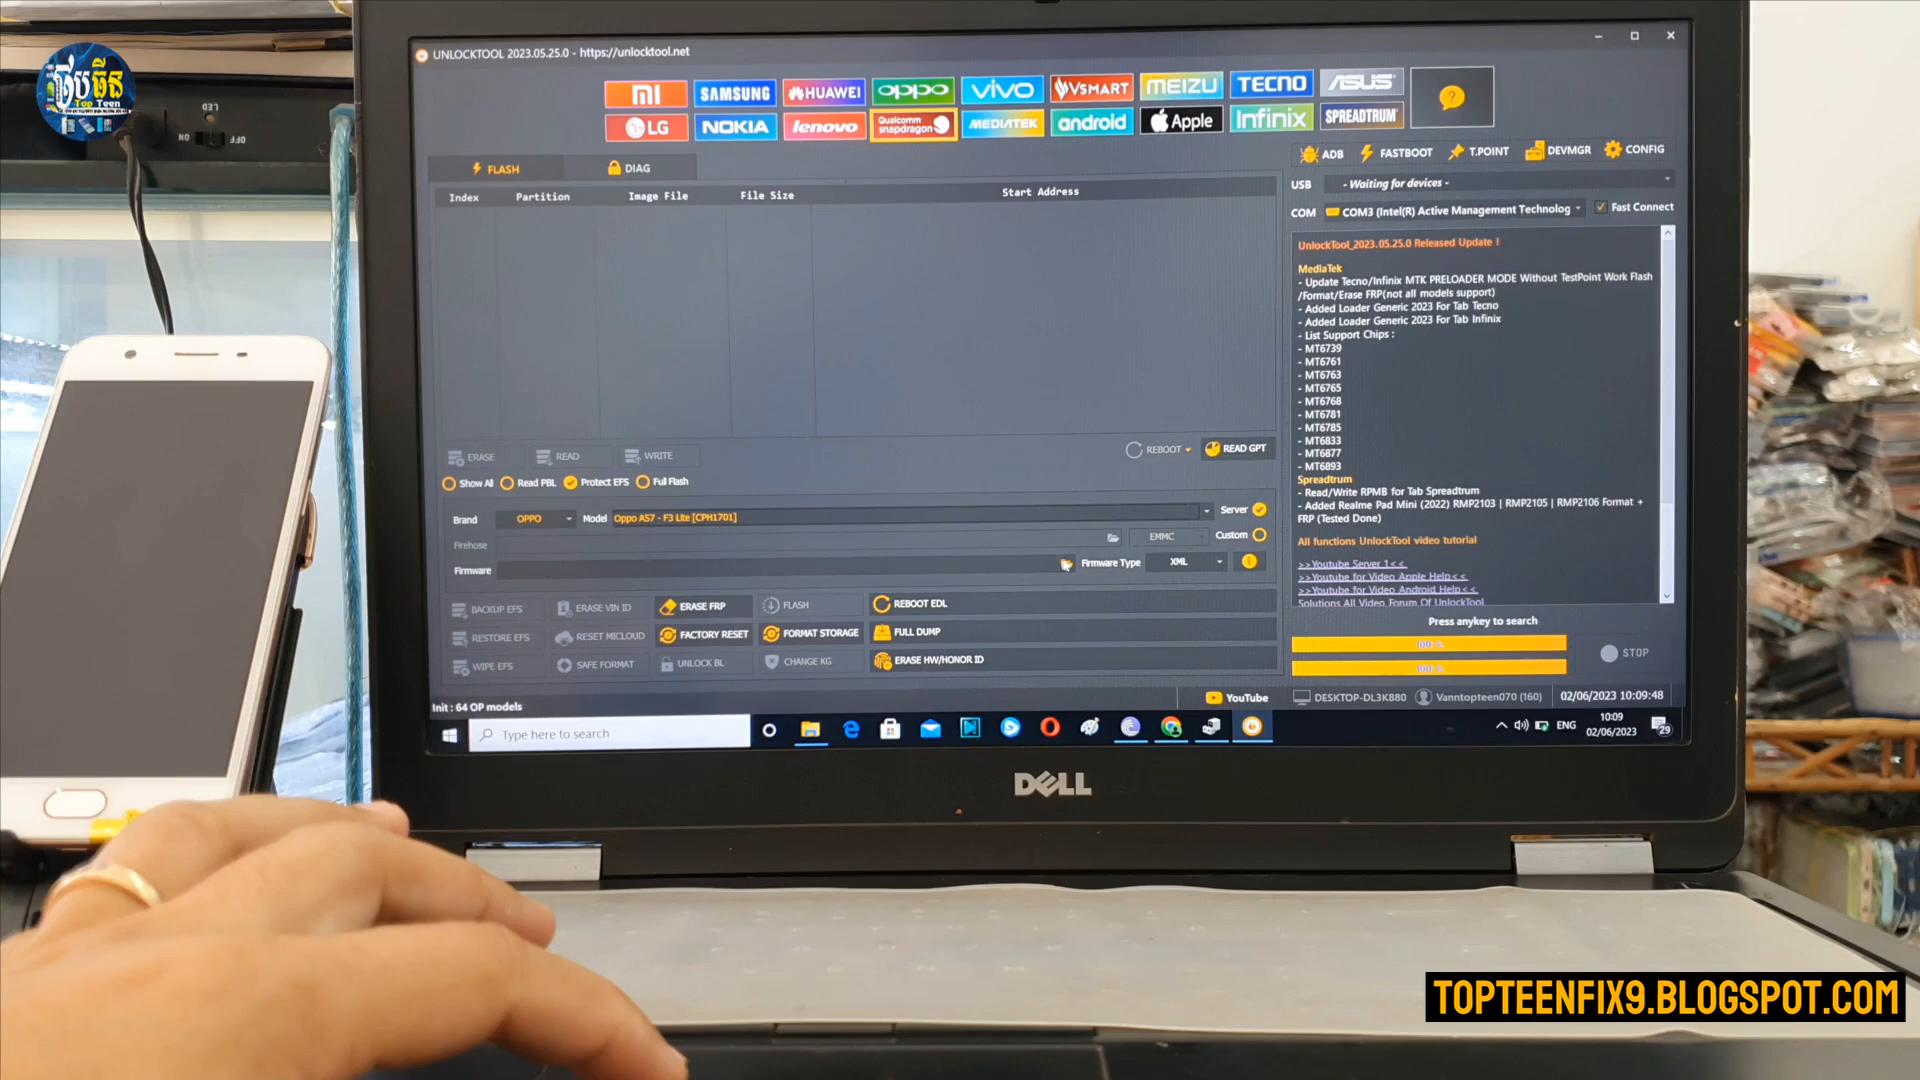 ថីបធីន
Top Teen
LED
ON OFF
UNLOCKTOOL 2023.05.25.0 - https://unlocktool.net
MI SAMSUNG HUAWEI oppo vivo VSMART MEIZU TECNO ASUS ?
LG NOKIA lenovo Qualcomm snapdragon MEDIATEK android Apple Infinix SPREADTRUM
FLASH DIAG
ADB FASTBOOT T.POINT DEVMGR CONFIG
Index Partition Image File File Size Start Address
USB - Waiting for devices -
COM COM3 (Intel(R) Active Management Technolog Fast Connect
UnlockTool_2023.05.25.0 Released Update !
MediaTek
- Update Tecno/Infinix MTK PRELOADER MODE Without TestPoint Work Flash
/Format/Erase FRP(not all models support)
- Added Loader Generic 2023 For Tab Tecno
- Added Loader Generic 2023 For Tab Infinix
- List Support Chips :
- MT6739
- MT6761
- MT6763
- MT6765
- MT6768
- MT6781
- MT6785
- MT6833
- MT6877
- MT6893
Spreadtrum
- Read/Write RPMB for Tab Spreadtrum
- Added Realme Pad Mini (2022) RMP2103 | RMP2105 | RMP2106 Format +
FRP (Tested Done)
All functions UnlockTool video tutorial
>>Youtube Server 1<<
>>Youtube for Video Apple Help<<
>>Youtube for Video Android Help<<
Solutions All Video Forum Of UnlockTool
ERASE READ WRITE REBOOT READ GPT
Show All Read PBL Protect EFS Full Flash
Brand OPPO Model Oppo A57 - F3 Lite [CPH1701] Server
Firehose EMMC Custom
Firmware Firmware Type XML
BACKUP EFS ERASE VIN ID ERASE FRP FLASH REBOOT EDL
RESTORE EFS RESET MICLOUD FACTORY RESET FORMAT STORAGE FULL DUMP
WIPE EFS SAFE FORMAT UNLOCK BL CHANGE KG ERASE HW/HONOR ID
Press anykey to search
100 %
100 %
STOP
Init : 64 OP models
YouTube DESKTOP-DL3K880 Vanntopteen070 (160) 02/06/2023 10:09:48
Type here to search
ENG
10:09
02/06/2023
29
DELL
TOPTEENFIX9.BLOGSPOT.COM